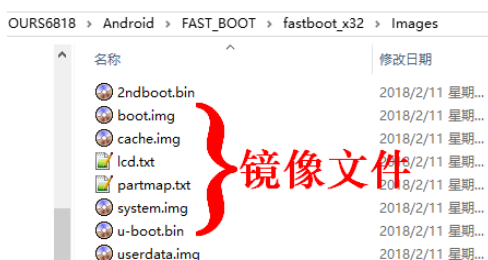 OURS6818 > Android > FAST_BOOT > fastboot_x32 > Images
名称 修改日期
2ndboot.bin 2018/2/11 星期...
boot.img 2018/2/11 星期...
cache.img 2018/2/11 星期...
lcd.txt 2018/2/11 星期...
partmap.txt 2018/2/11 星期...
system.img 2018/2/11 星期...
u-boot.bin 2018/2/11 星期...
userdata.img 2018/2/11 星期...
镜像文件